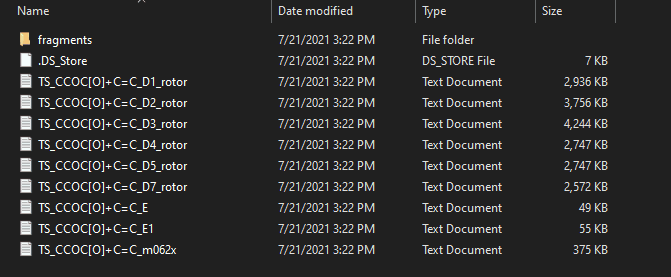 Name Date modified Type Size
fragments 7/21/2021 3:22 PM File folder
.DS_Store 7/21/2021 3:22 PM DS_STORE File 7 KB
TS_CCOC[O]+C=C_D1_rotor 7/21/2021 3:22 PM Text Document 2,936 KB
TS_CCOC[O]+C=C_D2_rotor 7/21/2021 3:22 PM Text Document 3,756 KB
TS_CCOC[O]+C=C_D3_rotor 7/21/2021 3:22 PM Text Document 4,244 KB
TS_CCOC[O]+C=C_D4_rotor 7/21/2021 3:22 PM Text Document 2,747 KB
TS_CCOC[O]+C=C_D5_rotor 7/21/2021 3:22 PM Text Document 2,747 KB
TS_CCOC[O]+C=C_D7_rotor 7/21/2021 3:22 PM Text Document 2,572 KB
TS_CCOC[O]+C=C_E 7/21/2021 3:22 PM Text Document 49 KB
TS_CCOC[O]+C=C_E1 7/21/2021 3:22 PM Text Document 55 KB
TS_CCOC[O]+C=C_m062x 7/21/2021 3:22 PM Text Document 375 KB